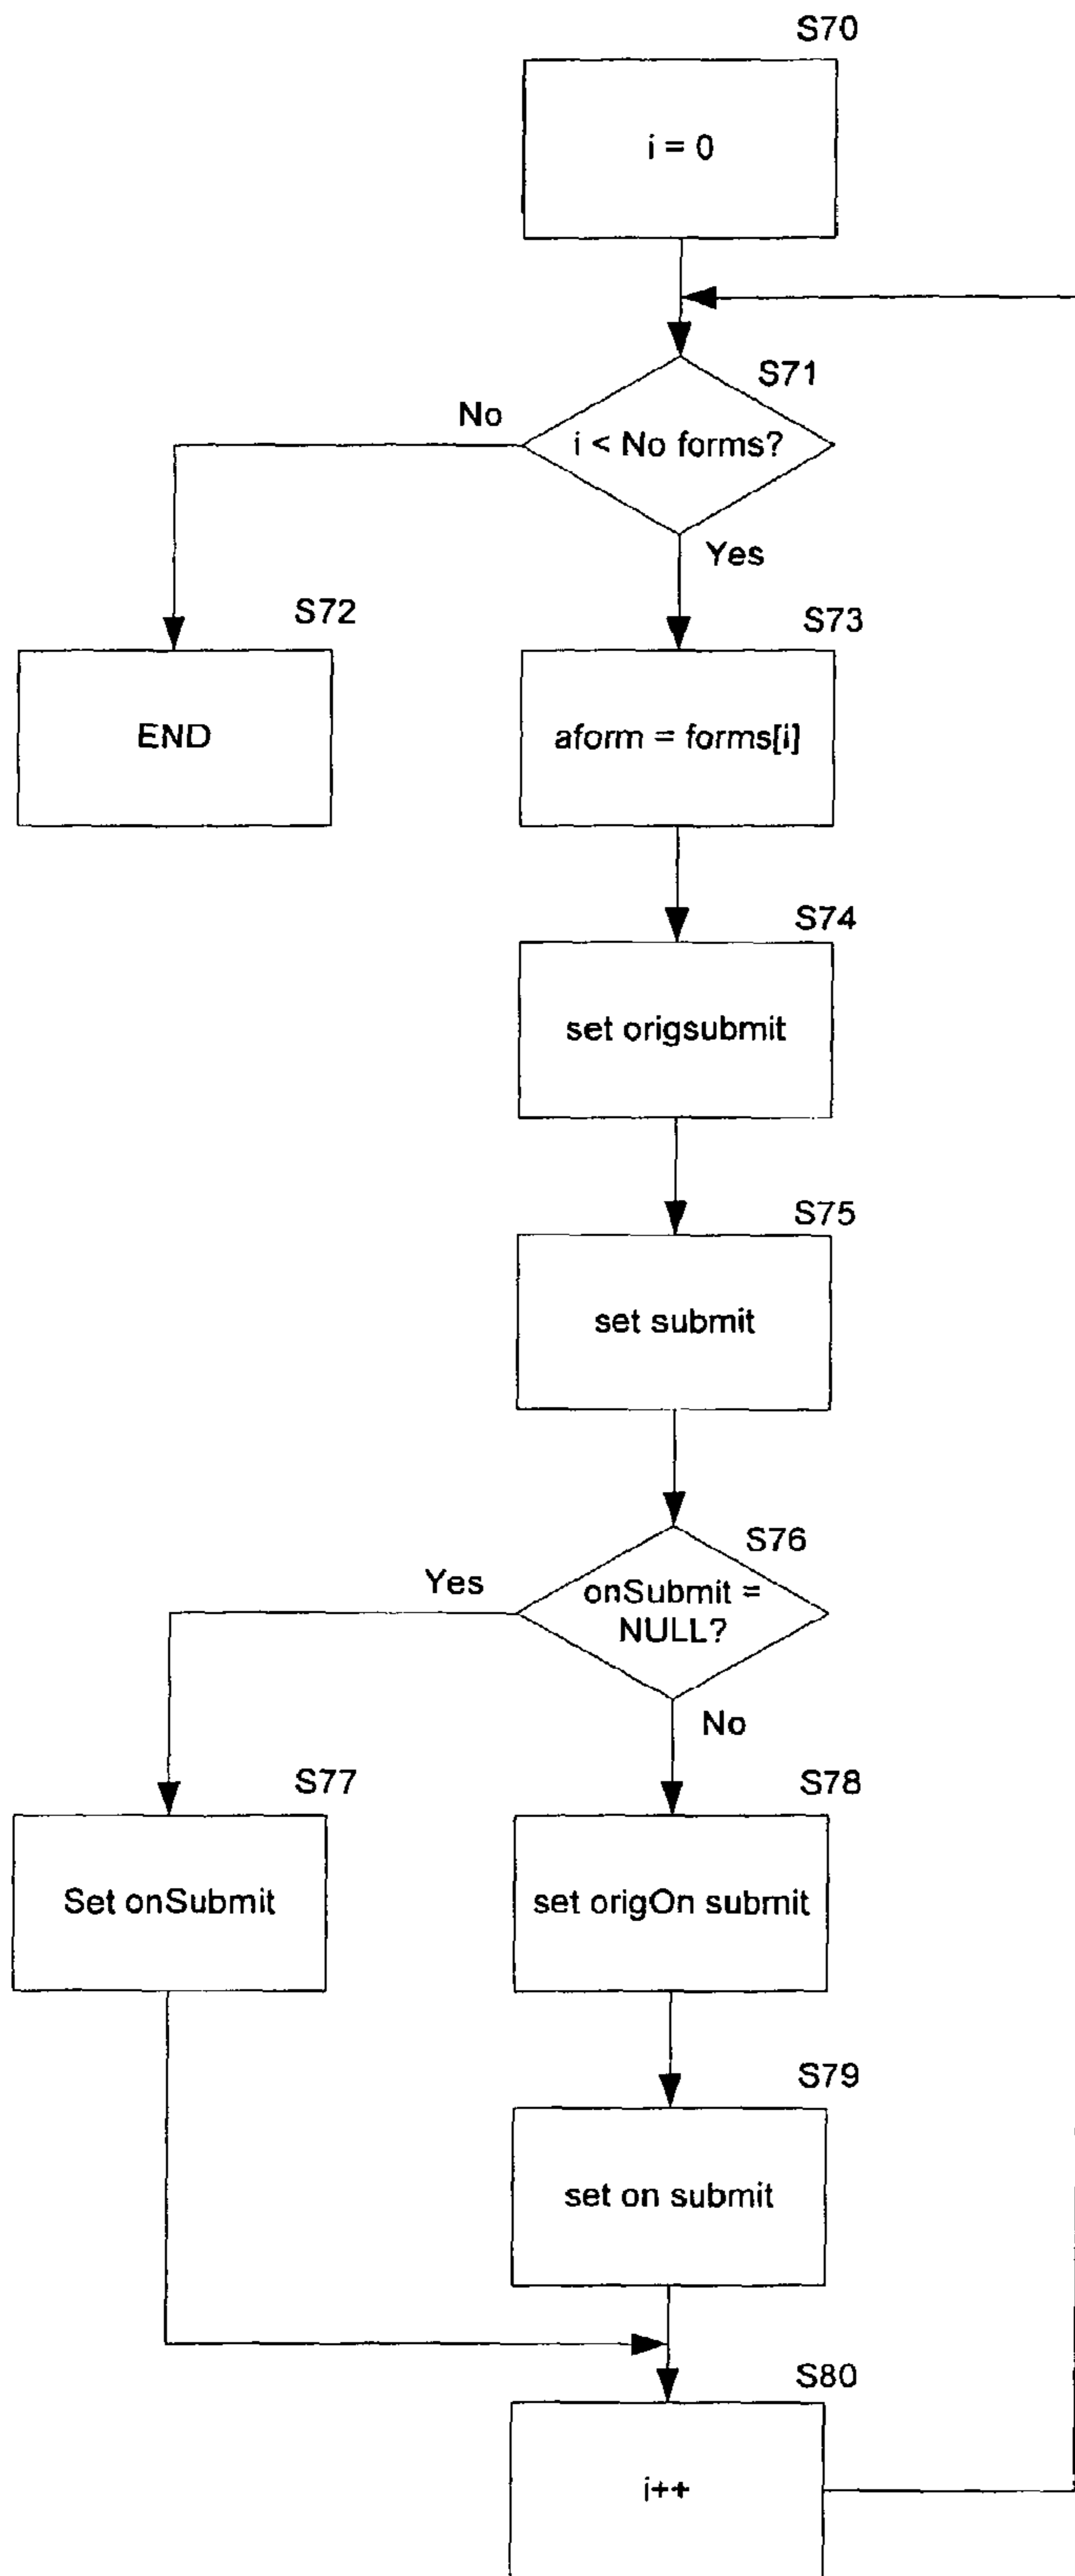 S70
i = 0
S71
No
i < No forms?
Yes
S72
S73
END
aform = forms[i]
S74
set origsubmit
S75
set submit
S76
Yes
onSubmit =
NULL?
No
S77
S78
Set onSubmit
set origOn submit
S79
set on submit
S80
i++